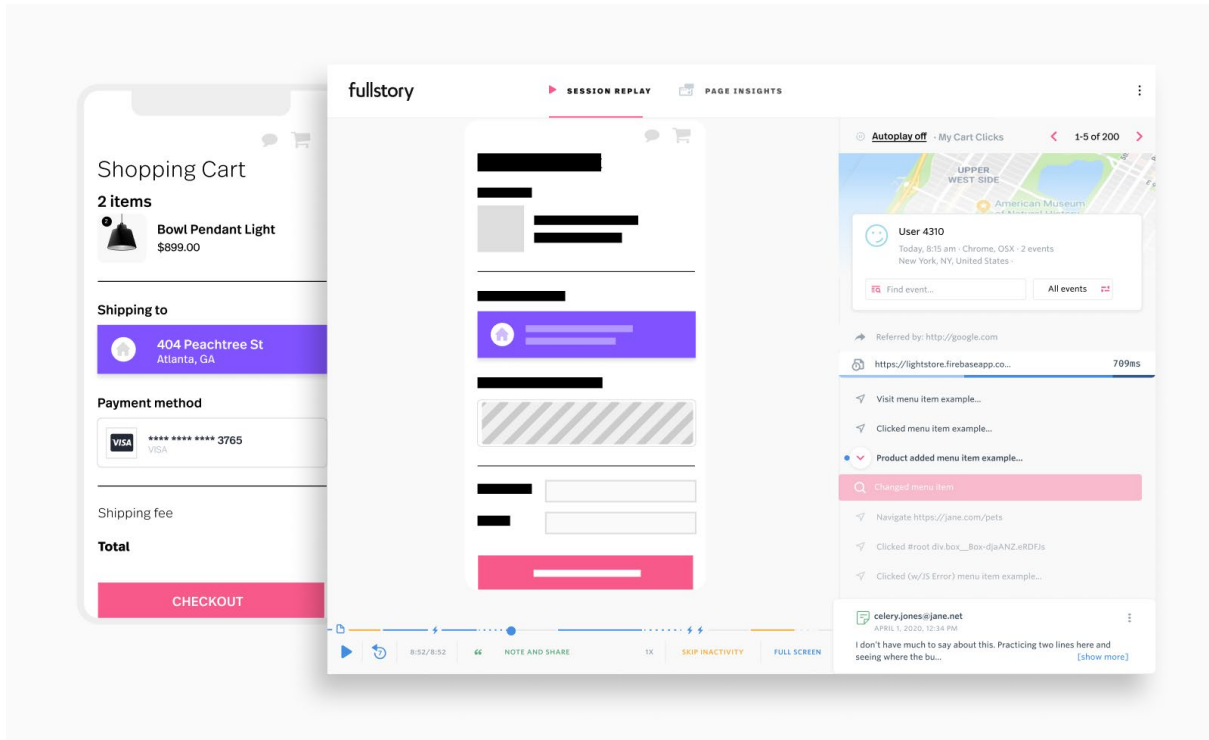 Shopping Cart
2 items
2
Bowl Pendant Light
$899.00
Shipping to
404 Peachtree St
Atlanta, GA
Payment method
VISA
**** **** **** 3765
VISA
Shipping fee
Total
CHECKOUT
fullstory
SESSION REPLAY
PAGE INSIGHTS
Autoplay off · My Cart Clicks
1-5 of 200
UPPER
WEST SIDE
American Museum
of Natural History
User 4310
Today, 8:15 am · Chrome, OSX · 2 events
New York, NY, United States ·
Find event...
All events
Referred by: http://google.com
https://lightstore.firebaseapp.co...
709ms
Visit menu item example...
Clicked menu item example...
Product added menu item example...
Changed menu item
Navigate https://jane.com/pets
Clicked #root div.box__Box-djaANZ.eRDFJs
Clicked (w/JS Error) menu item example...
celery.jones@jane.net
APRIL 1, 2020, 12:34 PM
I don't have much to say about this. Practicing two lines here and
seeing where the bu...
[show more]
7
8:52/8:52
NOTE AND SHARE
1X
SKIP INACTIVITY
FULL SCREEN